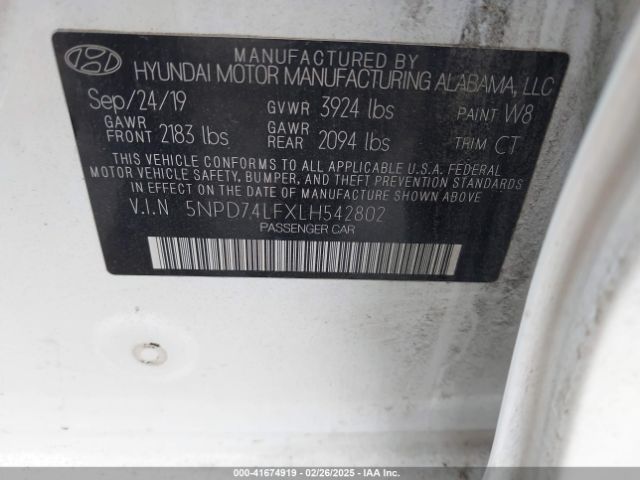 MANUFACTURED BY
HYUNDAI MOTOR MANUFACTURING ALABAMA, LLC
Sep/24/19 GVWR 3924 lbs PAINT W8
GAWR FRONT 2183 lbs GAWR REAR 2094 lbs TRIM CT
THIS VEHICLE CONFORMS TO ALL APPLICABLE U.S.A. FEDERAL
MOTOR VEHICLE SAFETY, BUMPER, AND THEFT PREVENTION STANDARDS
IN EFFECT ON THE DATE OF MANUFACTURE SHOWN ABOVE
V.I.N 5NPD74LFXLH542802
PASSENGER CAR
000-41674919 - 02/26/2025 - IAA Inc.